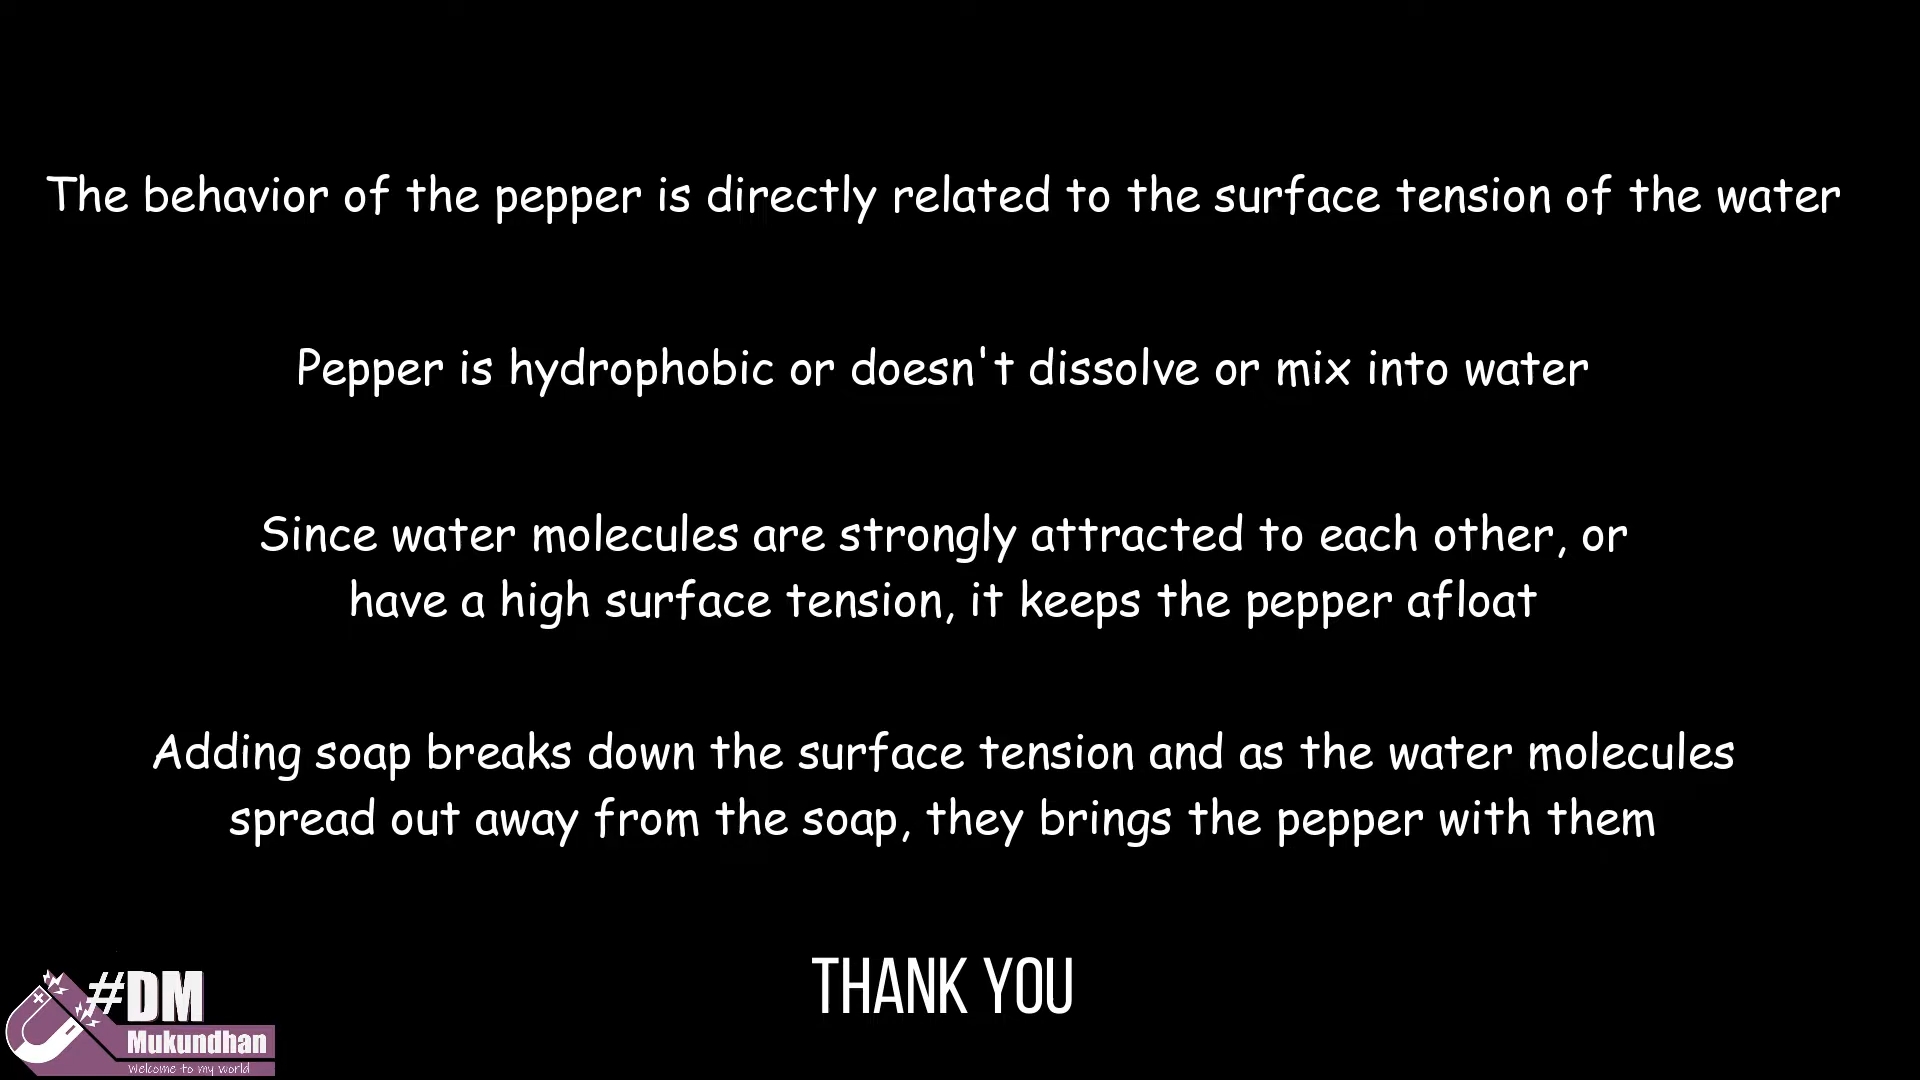 The behavior of the pepper is directly related to the surface tension of the water
Pepper is hydrophobic or doesn't dissolve or mix into water
Since water molecules are strongly attracted to each other, or
have a high surface tension, it keeps the pepper afloat
Adding soap breaks down the surface tension and as the water molecules
spread out away from the soap, they brings the pepper with them
THANK YOU
#DM
Mukundhan
Welcome to my world